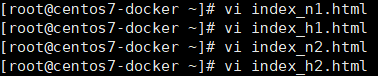 [root@centos7-docker ~]# vi index_n1.html
[root@centos7-docker ~]# vi index_h1.html
[root@centos7-docker ~]# vi index_n2.html
[root@centos7-docker ~]# vi index_h2.html